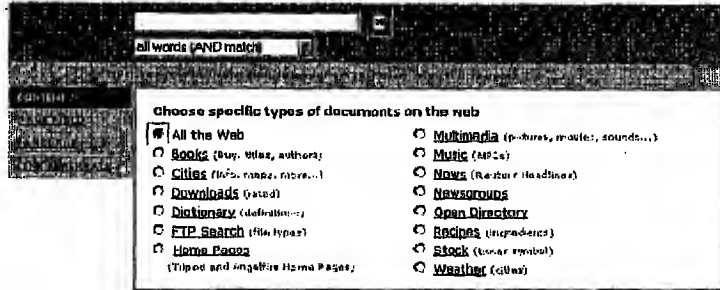 all words (AND match)
Choose specific types of documents on the web
All the Web
Books (Buy, titles, authors)
Cities (info, maps, more...)
Downloads (rated)
Dictionary (definitions)
FTP Search (file types)
Home Pages
(Tripod and Angelfire Home Pages)
Multimedia (pictures, movies, sounds...)
Music (MP3s)
News (Reuters Headlines)
Newsgroups
Open Directory
Recipes (ingredients)
Stock (ticker symbol)
Weather (cities)